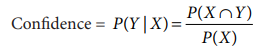 Confidence = P(Y | X) = P(X ∩ Y) / P(X)